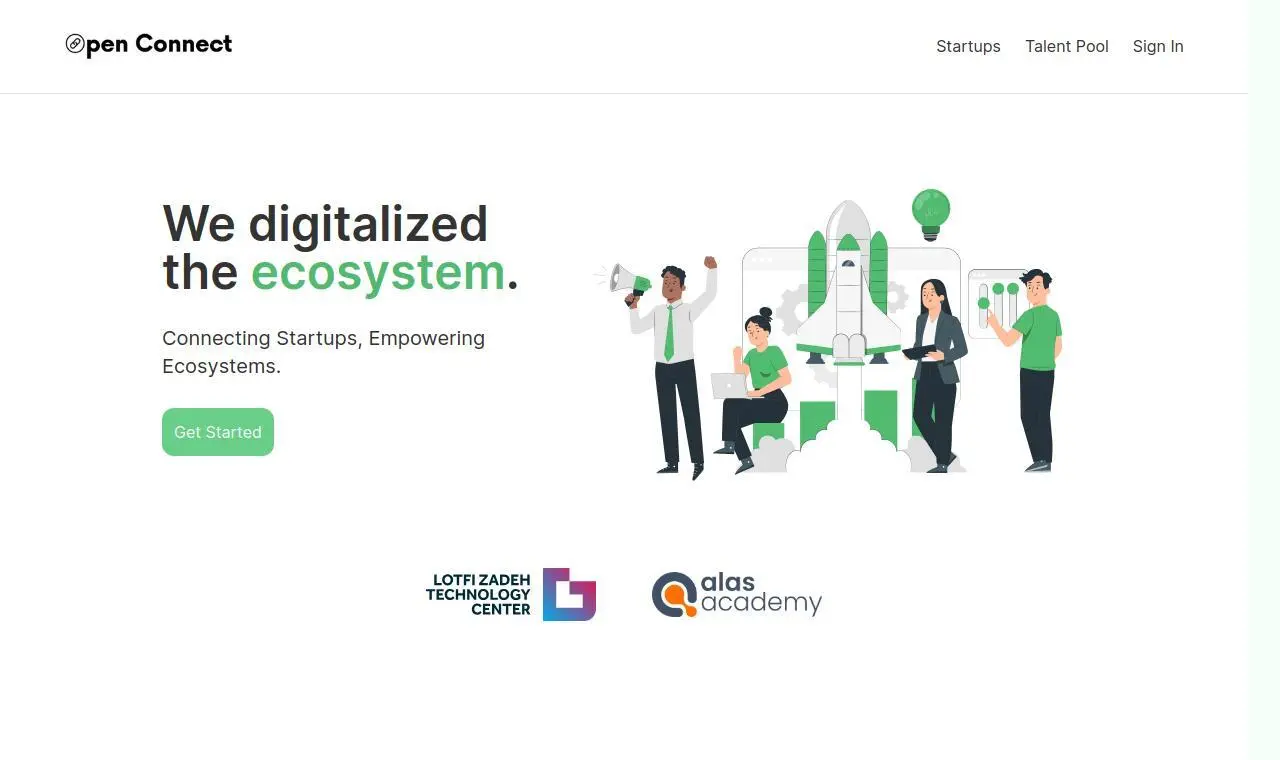 Open Connect
Startups
Talent Pool
Sign In
We digitalized
the ecosystem.
Connecting Startups, Empowering
Ecosystems.
Get Started
LOTFI ZADEH
TECHNOLOGY
CENTER
alas
academy